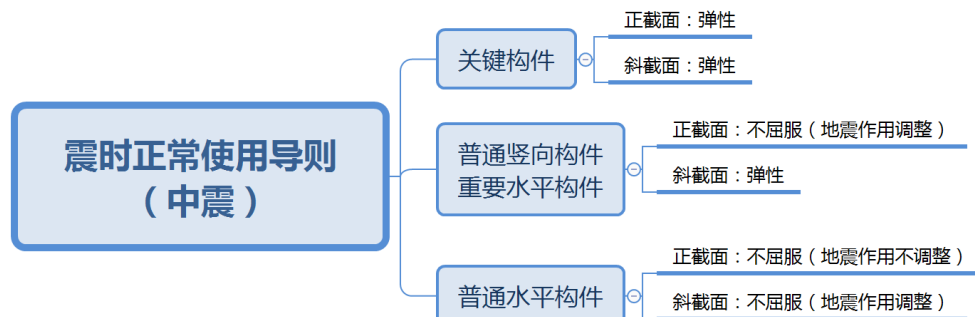 震时正常使用导则
（中震）
关键构件
正截面：弹性
斜截面：弹性
普通竖向构件
重要水平构件
正截面：不屈服（地震作用调整）
斜截面：弹性
普通水平构件
正截面：不屈服（地震作用不调整）
斜截面：不屈服（地震作用调整）